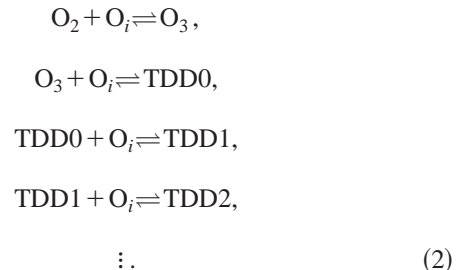 O₂+Oᵢ⇌O₃,
O₃+Oᵢ⇌TDD0,
TDD0+Oᵢ⇌TDD1,
TDD1+Oᵢ⇌TDD2,
⋮. (2)